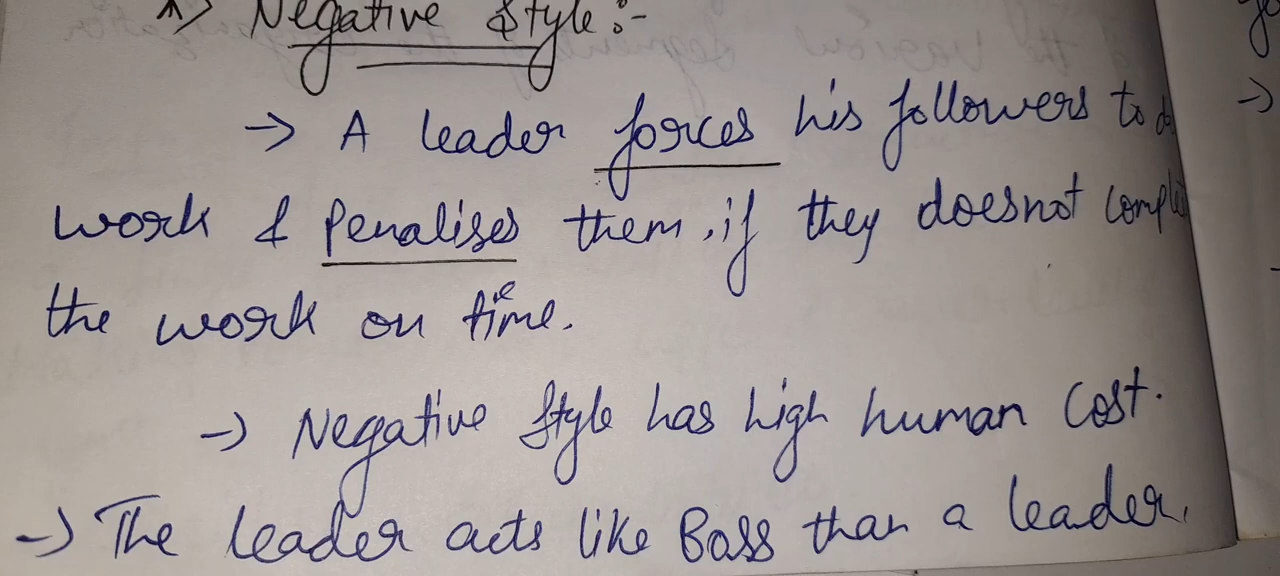 Negative Style :-
→ A leader forces his followers to do
work & Penalises them, if they doesnot
the work on time.
→ Negative Style has high human Cost.
→ The leader acts like Boss than a leader.